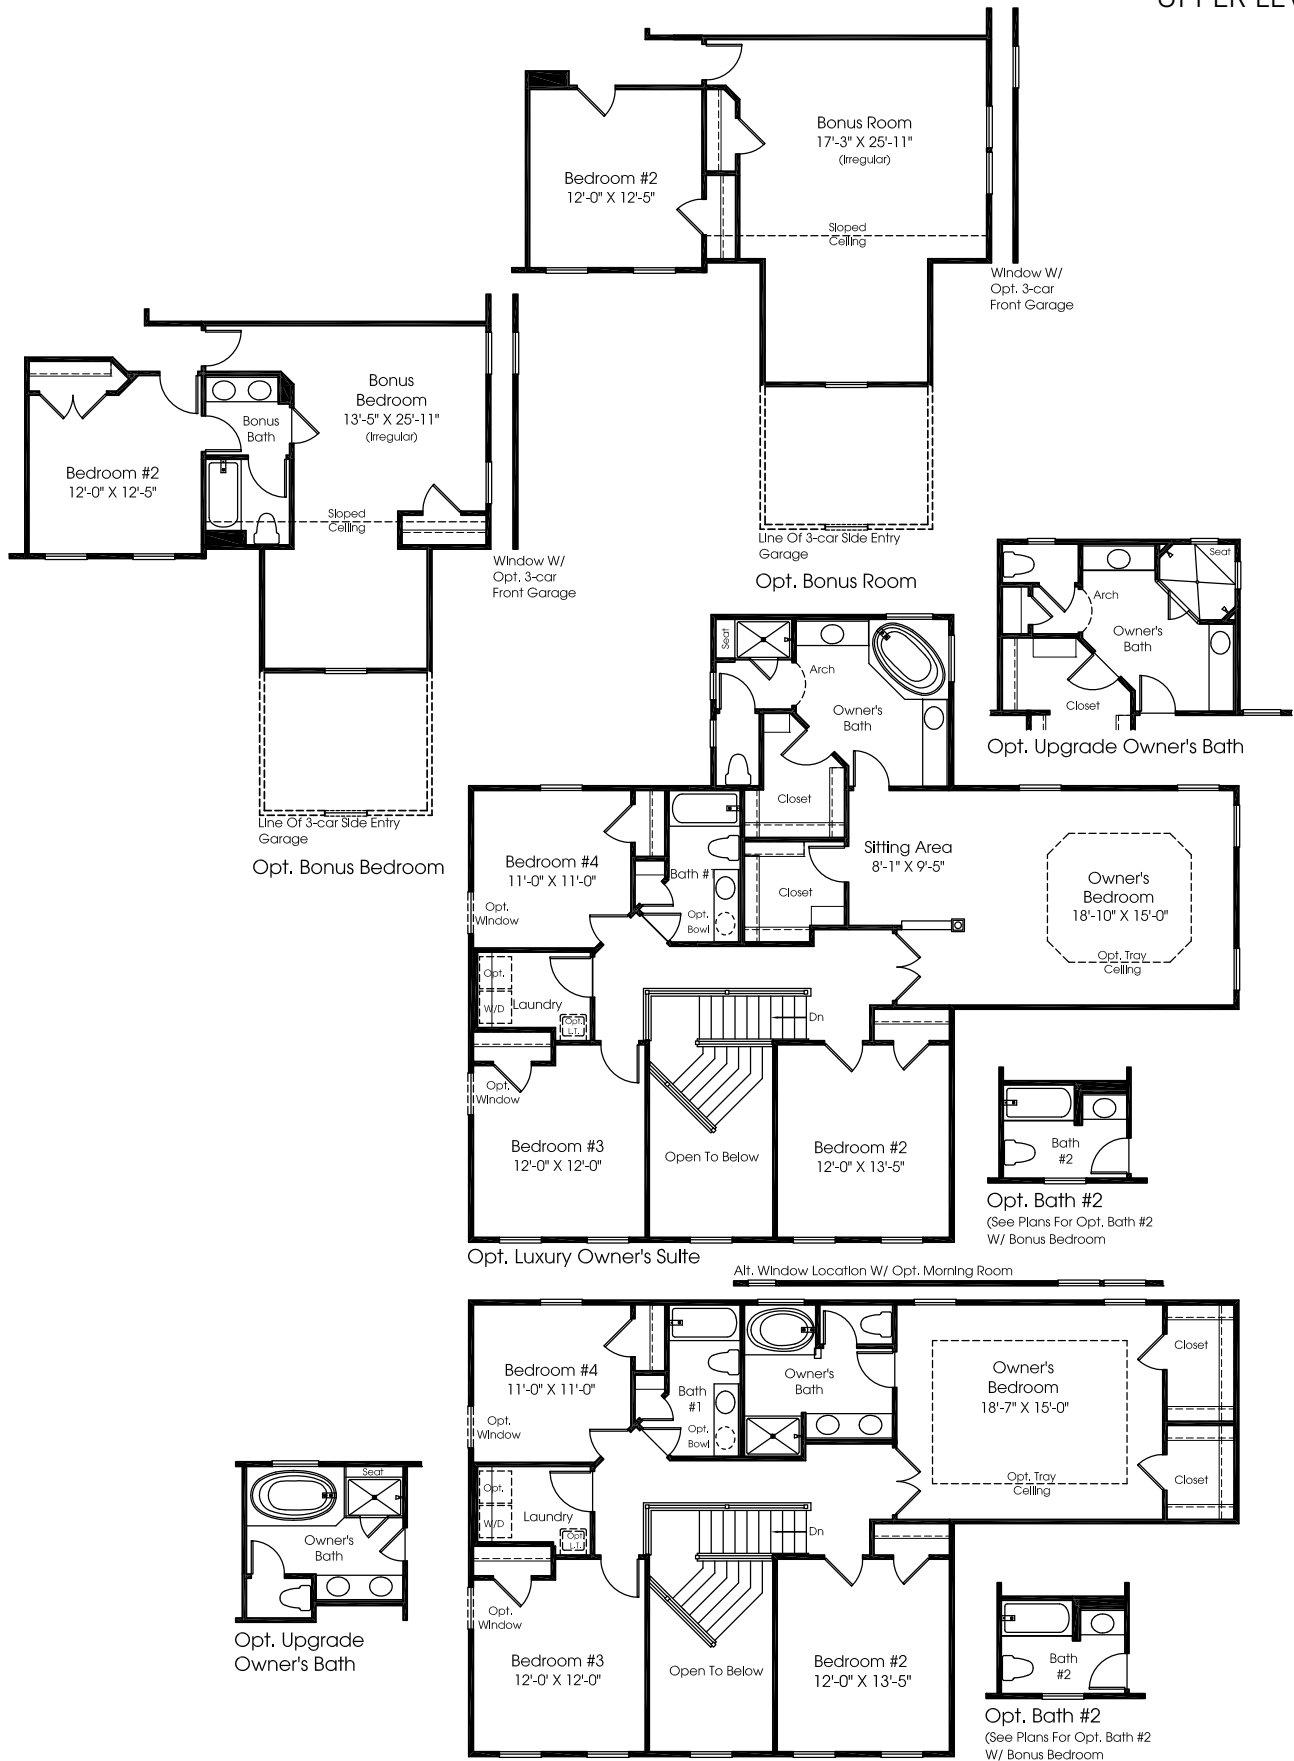 UPPER LEV
Bonus Room
17'-3" X 25'-11"
(Irregular)
Bedroom #2
12'-0" X 12'-5"
Sloped
Ceiling
Window W/
Opt. 3-car
Front Garage
Line Of 3-car Side Entry
Garage
Opt. Bonus Room
Bonus
Bedroom
13'-5" X 25'-11"
(Irregular)
Bonus
Bath
Bedroom #2
12'-0" X 12'-5"
Sloped
Ceiling
Window W/
Opt. 3-car
Front Garage
Line Of 3-car Side Entry
Garage
Opt. Bonus Bedroom
Seat
Arch
Owner's
Bath
Closet
Opt. Upgrade Owner's Bath
Seat
Arch
Owner's
Bath
Closet
Bedroom #4
11'-0" X 11'-0"
Opt.
Window
Bath #1
Opt.
Bowl
Closet
Sitting Area
8'-1" X 9'-5"
Owner's
Bedroom
18'-10" X 15'-0"
Opt. Tray
Ceiling
Opt.
W/D
Laundry
Opt.
L.T.
Dn
Opt.
Window
Bedroom #3
12'-0" X 12'-0"
Open To Below
Bedroom #2
12'-0" X 13'-5"
Bath
#2
Opt. Bath #2
(See Plans For Opt. Bath #2
W/ Bonus Bedroom
Opt. Luxury Owner's Suite
Alt. Window Location W/ Opt. Morning Room
Bedroom #4
11'-0" X 11'-0"
Opt.
Window
Bath
#1
Opt.
Bowl
Owner's
Bath
Owner's
Bedroom
18'-7" X 15'-0"
Opt. Tray
Ceiling
Closet
Closet
Opt.
W/D
Laundry
Opt.
L.T.
Dn
Opt.
Window
Bedroom #3
12'-0' X 12'-0"
Open To Below
Bedroom #2
12'-0" X 13'-5"
Seat
Owner's
Bath
Opt. Upgrade
Owner's Bath
Bath
#2
Opt. Bath #2
(See Plans For Opt. Bath #2
W/ Bonus Bedroom